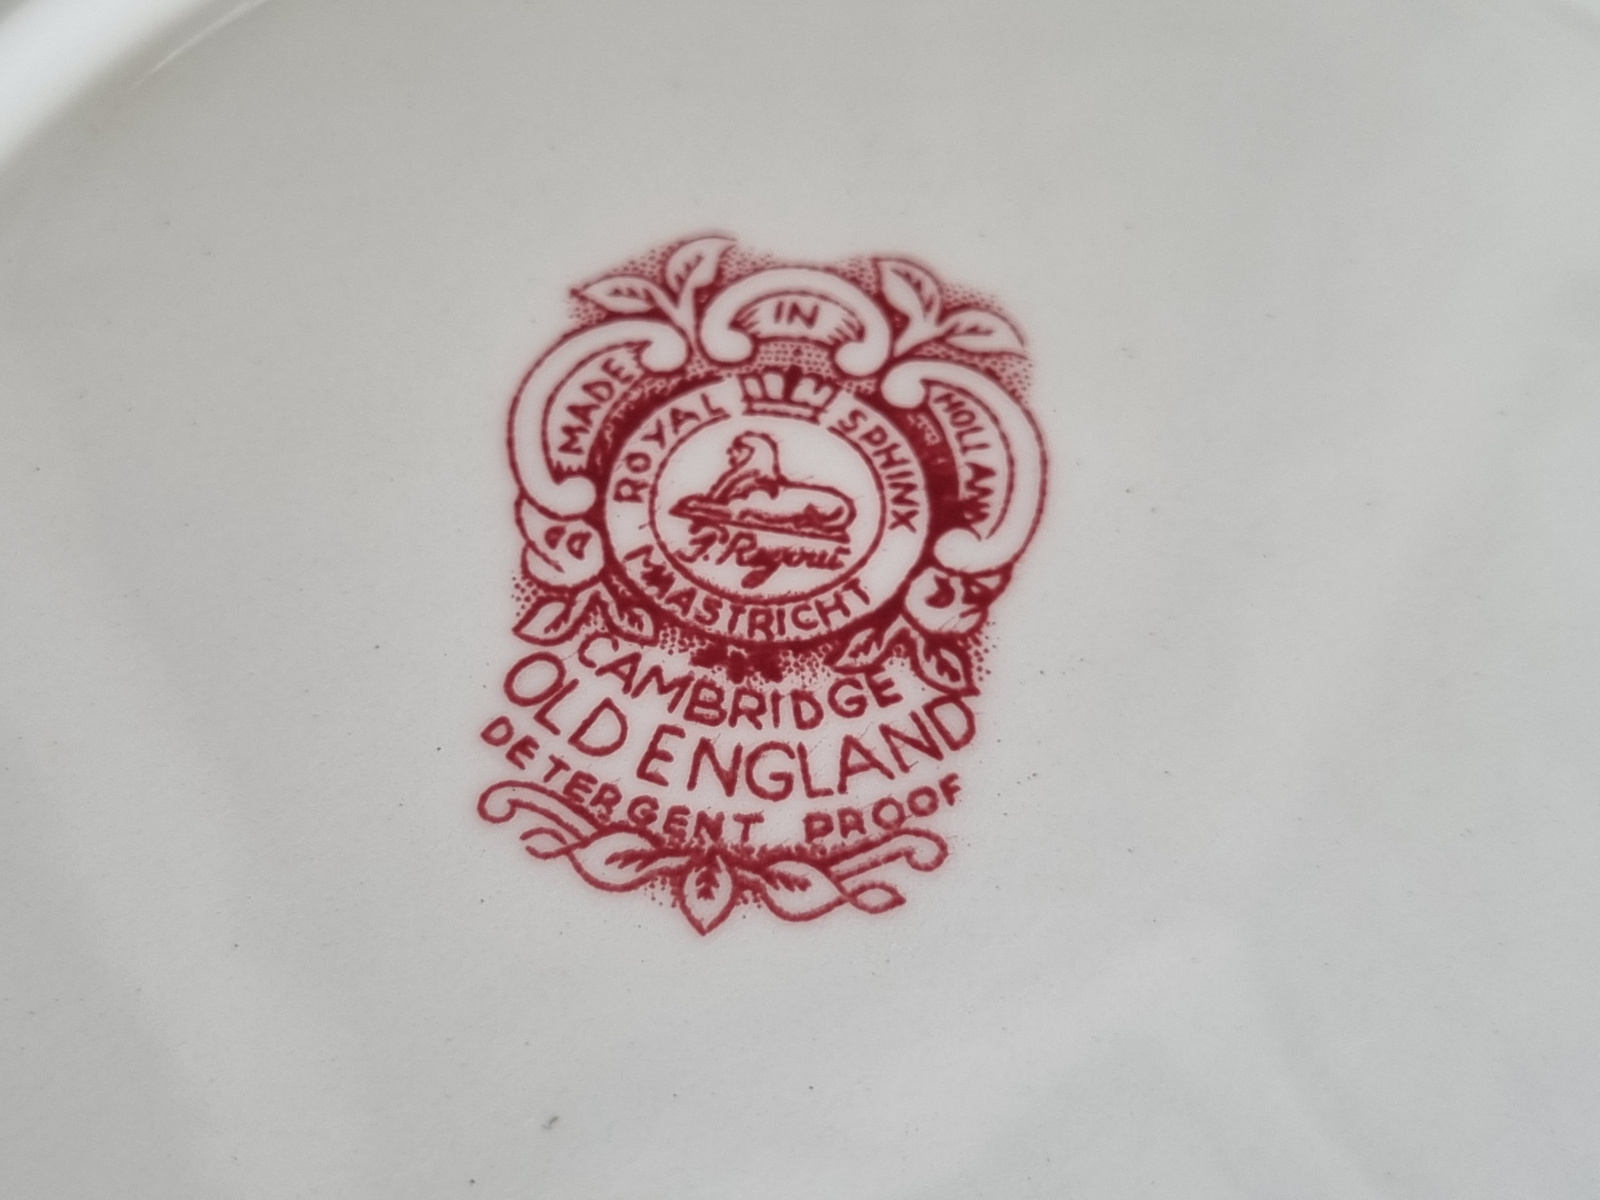 MADE IN HOLLAND
ROYAL SPHINX
P. Regout
MAASTRICHT
CAMBRIDGE
OLD ENGLAND
DETERGENT PROOF